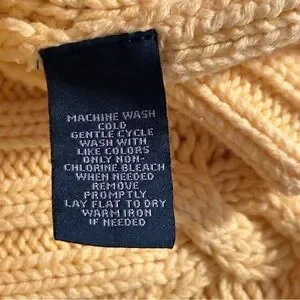 MACHINE WASH
COLD
GENTLE CYCLE
WASH WITH
LIKE COLORS
ONLY NON-
CHLORINE BLEACH
WHEN NEEDED
REMOVE
PROMPTLY
LAY FLAT TO DRY
WARM IRON
IF NEEDED